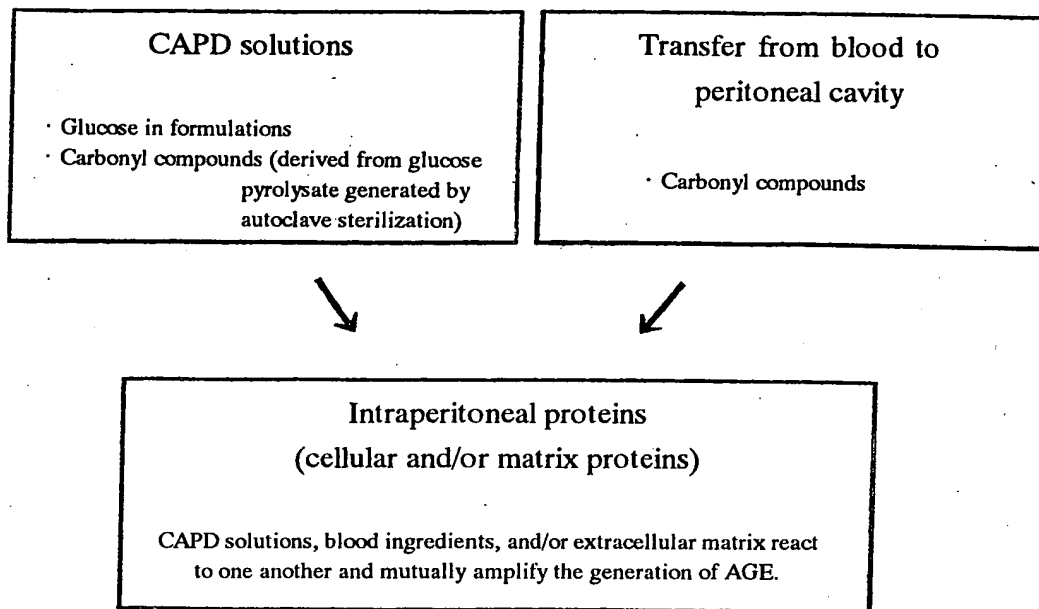 CAPD solutions
· Glucose in formulations
· Carbonyl compounds (derived from glucose
pyrolysate generated by
autoclave sterilization)
Transfer from blood to
peritoneal cavity
· Carbonyl compounds
Intraperitoneal proteins
(cellular and/or matrix proteins)
CAPD solutions, blood ingredients, and/or extracellular matrix react
to one another and mutually amplify the generation of AGE.